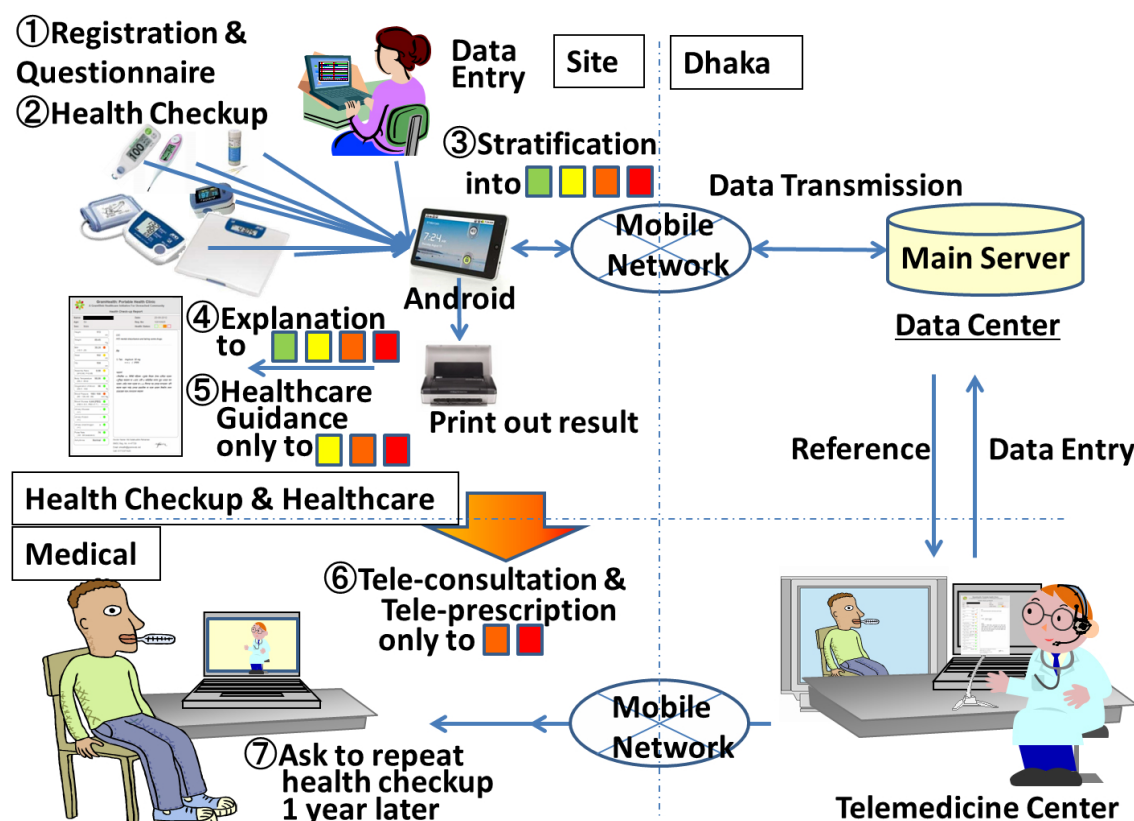 ①Registration &
Questionnaire
②Health Checkup
Data
Entry
Site
Dhaka
③Stratification
into
Data Transmission
Mobile
Network
Main Server
Data Center
Android
7:24
④Explanation
to
⑤Healthcare
Guidance
only to
Print out result
Reference
Data Entry
Health Checkup & Healthcare
Medical
⑥Tele-consultation &
Tele-prescription
only to
Mobile
Network
⑦Ask to repeat
health checkup
1 year later
Telemedicine Center